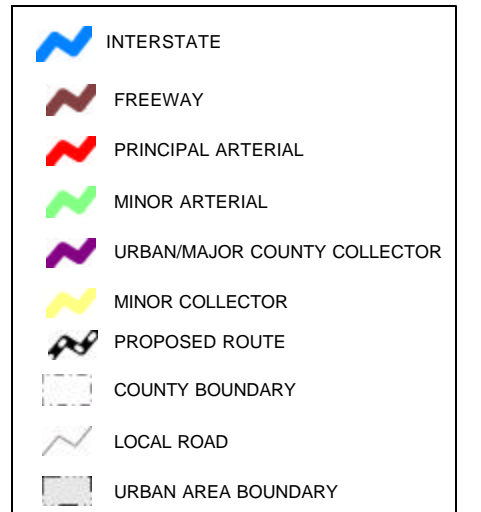 INTERSTATE
FREEWAY
PRINCIPAL ARTERIAL
MINOR ARTERIAL
URBAN/MAJOR COUNTY COLLECTOR
MINOR COLLECTOR
PROPOSED ROUTE
COUNTY BOUNDARY
LOCAL ROAD
URBAN AREA BOUNDARY